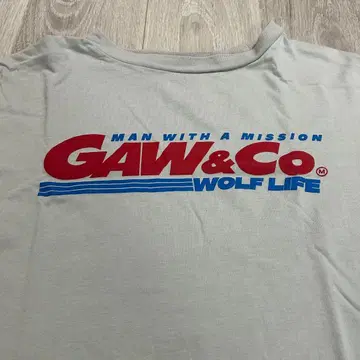 MAN WITH A MISSION
GAW&CO Ⓜ
WOLF LIFE